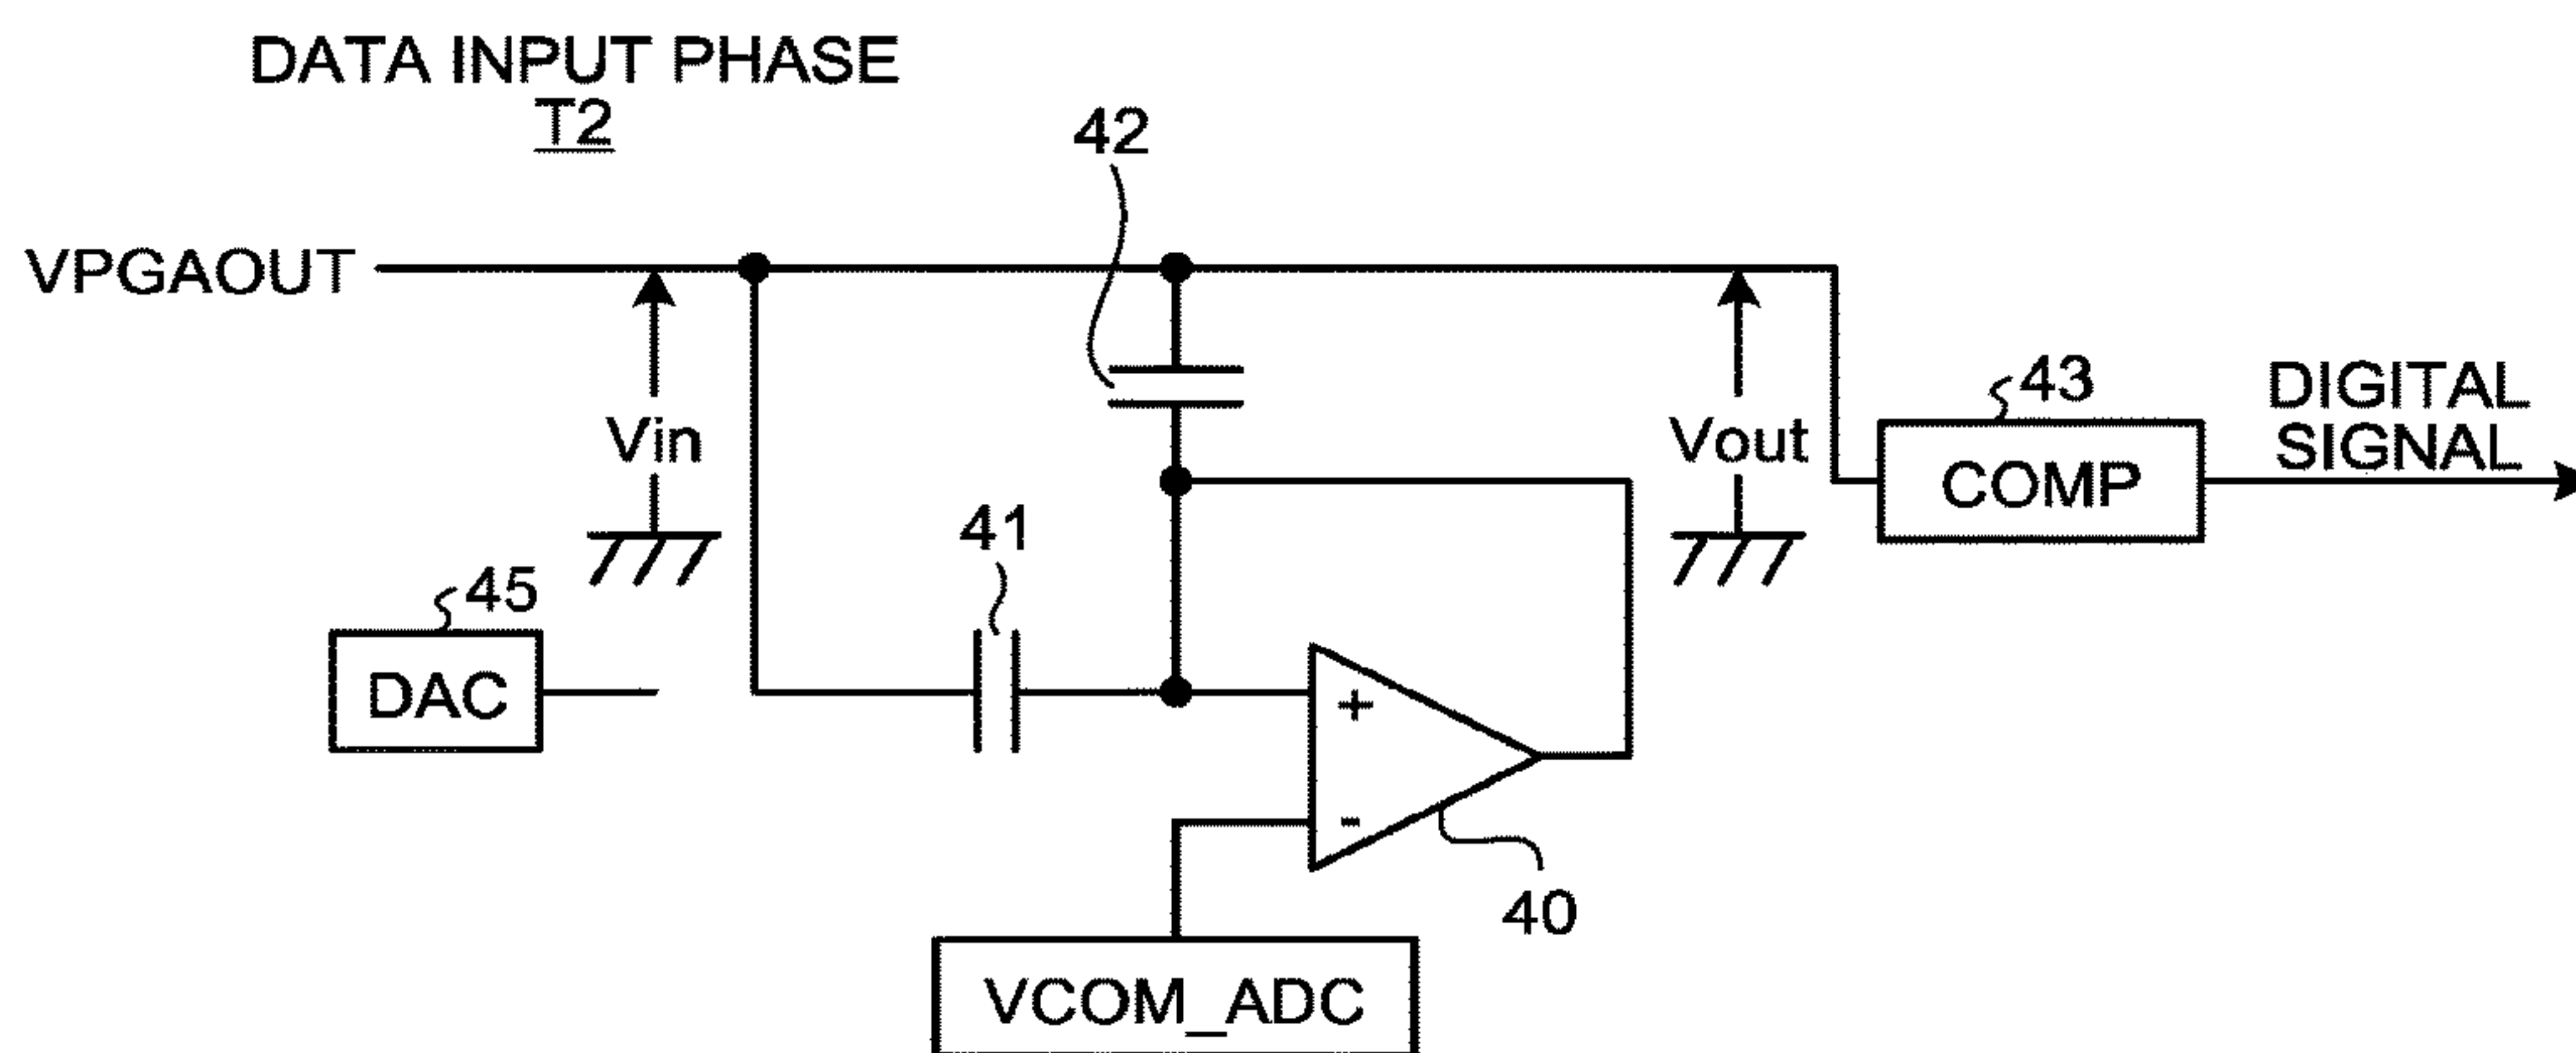 DATA INPUT PHASE
T2
42
VPGAOUT
Vin
Vout
43
COMP
DIGITAL
SIGNAL
41
45
DAC
+
-
40
VCOM_ADC